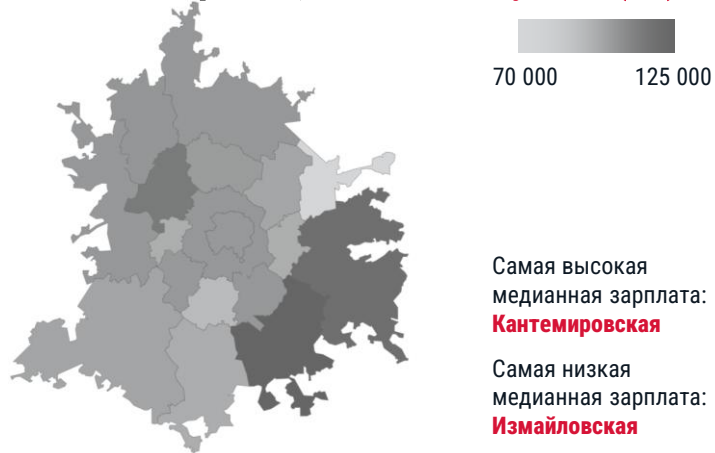 70 000 125 000
Самая высокая
медианная зарплата:
Кантемировская
Самая низкая
медианная зарплата:
Измайловская